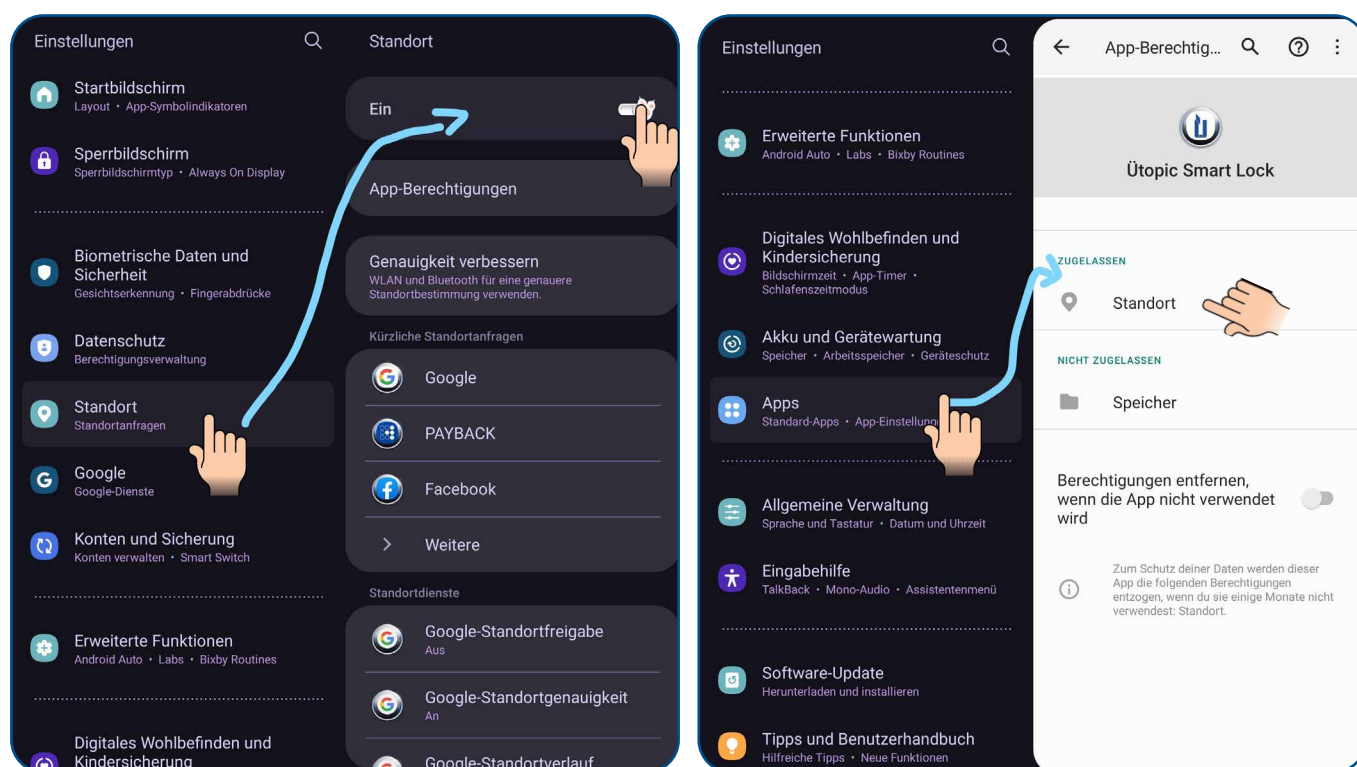 Einstellungen
Startbildschirm
Layout • App-Symbolindikatoren
Sperrbildschirm
Sperrbildschirmtyp • Always On Display
Biometrische Daten und
Sicherheit
Gesichtserkennung • Fingerabdrücke
Datenschutz
Berechtigungsverwaltung
Standort
Standortanfragen
Google
Google-Dienste
Konten und Sicherung
Konten verwalten • Smart Switch
Erweiterte Funktionen
Android Auto • Labs • Bixby Routines
Digitales Wohlbefinden und
Kindersicherung
Standort
Ein
App-Berechtigungen
Genauigkeit verbessern
WLAN und Bluetooth für eine genauere
Standortbestimmung verwenden.
Kürzliche Standortanfragen
Google
PAYBACK
Facebook
Weitere
Standortdienste
Google-Standortfreigabe
Aus
Google-Standortgenauigkeit
An
Google-Standortverlauf
Einstellungen
Erweiterte Funktionen
Android Auto • Labs • Bixby Routines
Digitales Wohlbefinden und
Kindersicherung
Bildschirmzeit • App-Timer •
Schlafenszeitmodus
Akku und Gerätewartung
Speicher • Arbeitsspeicher • Geräteschutz
Apps
Standard-Apps • App-Einstellung
Allgemeine Verwaltung
Sprache und Tastatur • Datum und Uhrzeit
Eingabehilfe
TalkBack • Mono-Audio • Assistentenmenü
Software-Update
Herunterladen und installieren
Tipps und Benutzerhandbuch
Hilfreiche Tipps • Neue Funktionen
App-Berechtig...
Ütopic Smart Lock
ZUGELASSEN
Standort
NICHT ZUGELASSEN
Speicher
Berechtigungen entfernen,
wenn die App nicht verwendet
wird
Zum Schutz deiner Daten werden dieser
App die folgenden Berechtigungen
entzogen, wenn du sie einige Monate nicht
verwendest: Standort.